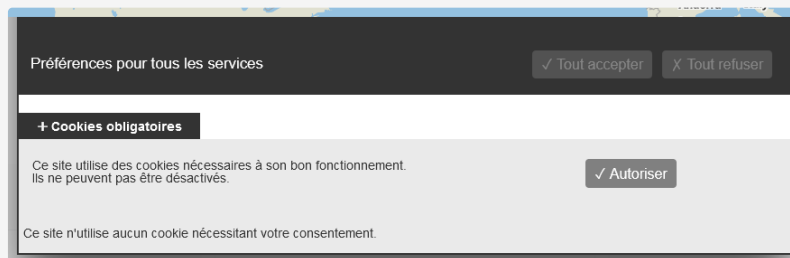 Préférences pour tous les services
✓ Tout accepter
✗ Tout refuser
+ Cookies obligatoires
Ce site utilise des cookies nécessaires à son bon fonctionnement.
Ils ne peuvent pas être désactivés.
✓ Autoriser
Ce site n'utilise aucun cookie nécessitant votre consentement.